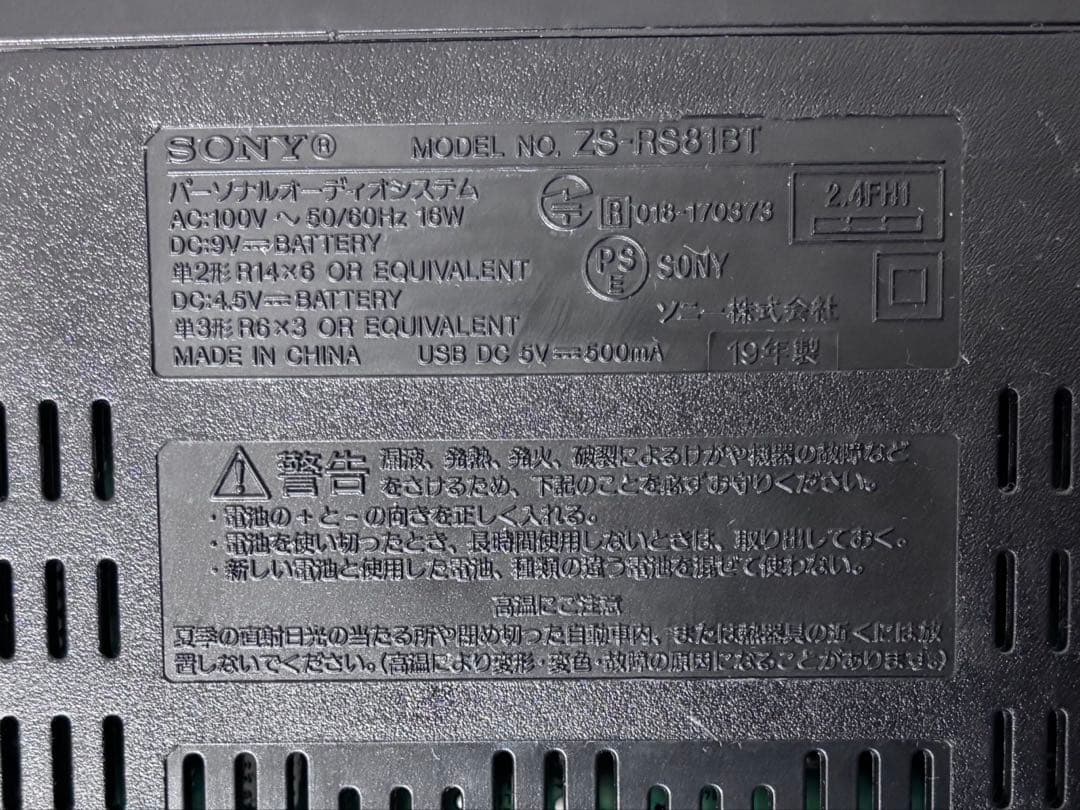 SONY® MODEL NO. ZS-RS81BT
パーソナルオーディオシステム
AC:100V ～ 50/60Hz 16W
DC:9V⎓BATTERY
単2形 R14×6 OR EQUIVALENT
DC:4.5V⎓BATTERY
単3形 R6×3 OR EQUIVALENT
MADE IN CHINA USB DC 5V⎓500mA
R 018-170373
2.4FH1
PSE SONY
ソニー株式会社
19年製
警告 漏液、発熱、発火、破裂によるけがや機器の故障など
をさけるため、下記のことを必ずお守りください。
・電池の+と-の向きを正しく入れる。
・電池を使い切ったとき、長時間使用しないときは、取り出しておく。
・新しい電池と使用した電池、種類の違う電池を混ぜて使わない。
高温にご注意
夏季の直射日光の当たる所や閉め切った自動車内、または熱器具の近くには放
置しないでください。(高温により変形・変色・故障の原因になることがあります。)